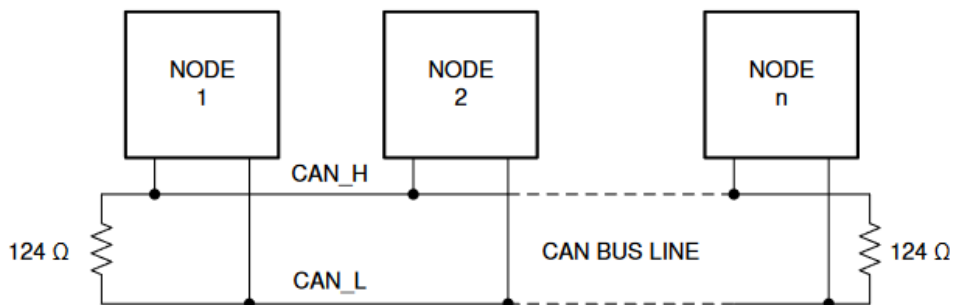 NODE
1
NODE
2
NODE
n
CAN_H
124 Ω
CAN BUS LINE
124 Ω
CAN_L